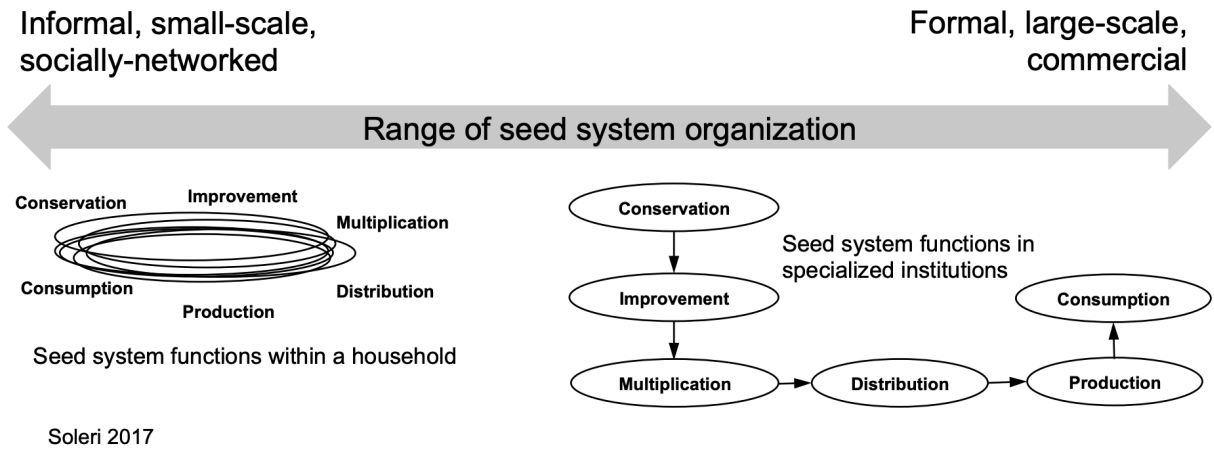 Informal, small-scale,
socially-networked
Formal, large-scale,
commercial
Range of seed system organization
Conservation
Improvement
Multiplication
Consumption
Distribution
Production
Seed system functions within a household
Conservation
Seed system functions in
specialized institutions
Improvement
Consumption
Multiplication
Distribution
Production
Soleri 2017